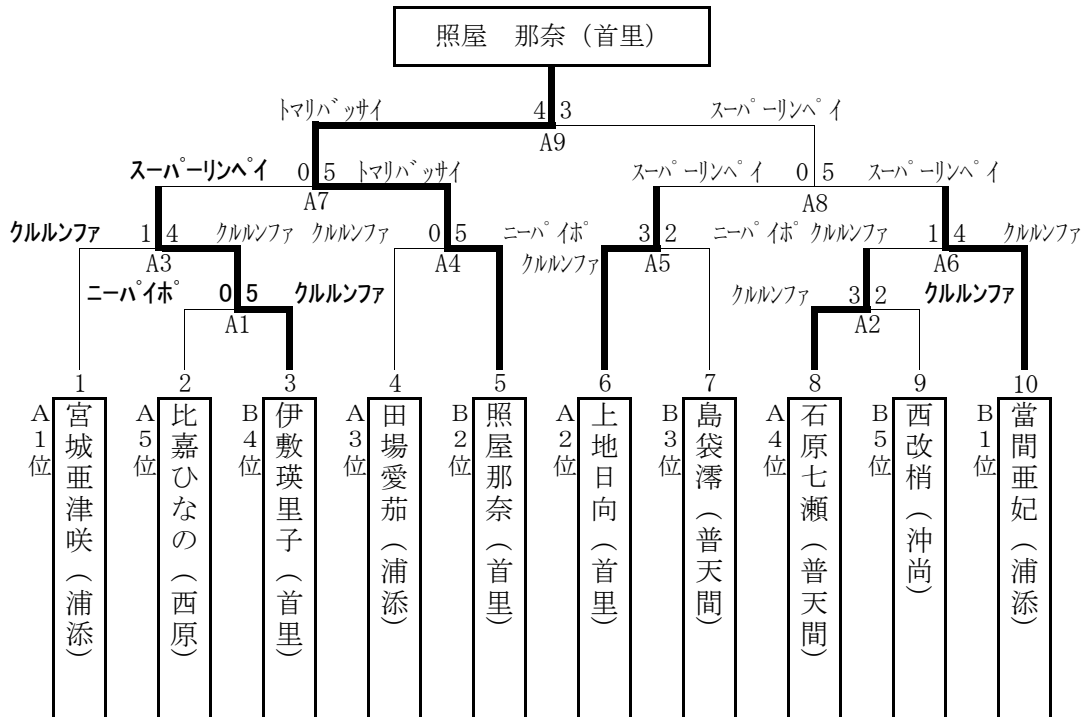 照屋　那奈（首里）
トマリバッサイ 4 3 スーパーリンペイ
A9
スーパーリンペイ 0 5 トマリバッサイ スーパーリンペイ 0 5 スーパーリンペイ
A7 A8
クルルンファ 1 4 クルルンファ クルルンファ 0 5 ニーパイポ 3 2 ニーパイポ クルルンファ 1 4 クルルンファ
A3 A4 クルルンファ A5 A6
ニーパイポ 0 5 クルルンファ クルルンファ 3 2 クルルンファ
A1 A2
1 2 3 4 5 6 7 8 9 10
A1位 宮城亜津咲（浦添）
A5位 比嘉ひなの（西原）
B4位 伊敷瑛里子（首里）
A3位 田場愛茄（浦添）
B2位 照屋那奈（首里）
A2位 上地日向（首里）
B3位 島袋澪（普天間）
A4位 石原七瀬（普天間）
B5位 西改梢（沖尚）
B1位 當間亜妃（浦添）